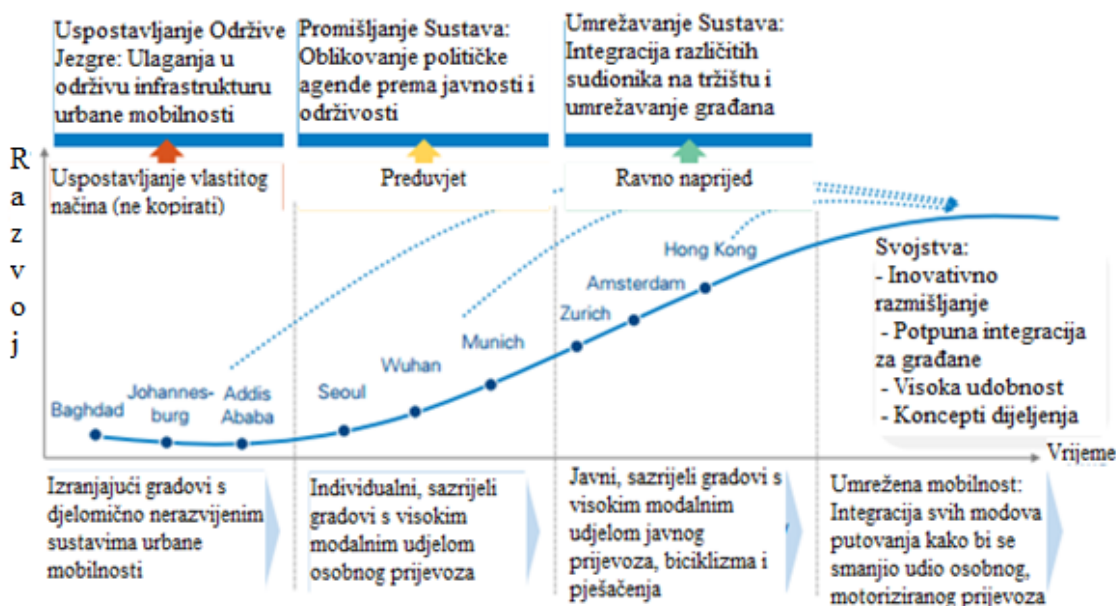 Uspostavljanje Održive
Jezgre: Ulaganja u
održivu infrastrukturu
urbane mobilnosti
Promišljanje Sustava:
Oblikovanje političke
agende prema javnosti i
održivosti
Umrežavanje Sustava:
Integracija različitih
sudionika na tržištu i
umrežavanje građana
Razvoj
Uspostavljanje vlastitog
načina (ne kopirati)
Preduvjet
Ravno naprijed
Baghdad
Johannes-
burg
Addis
Ababa
Seoul
Wuhan
Munich
Zurich
Amsterdam
Hong Kong
Svojstva:
- Inovativno
razmišljanje
- Potpuna integracija
za građane
- Visoka udobnost
- Koncepti dijeljenja
Vrijeme
Izranjajući gradovi s
djelomično nerazvijenim
sustavima urbane
mobilnosti
Individualni, sazrijeli
gradovi s visokim
modalnim udjelom
osobnog prijevoza
Javni, sazrijeli gradovi s
visokim modalnim
udjelom javnog
prijevoza, biciklizma i
pješačenja
Umrežena mobilnost:
Integracija svih modova
putovanja kako bi se
smanjio udio osobnog,
motoriziranog prijevoza